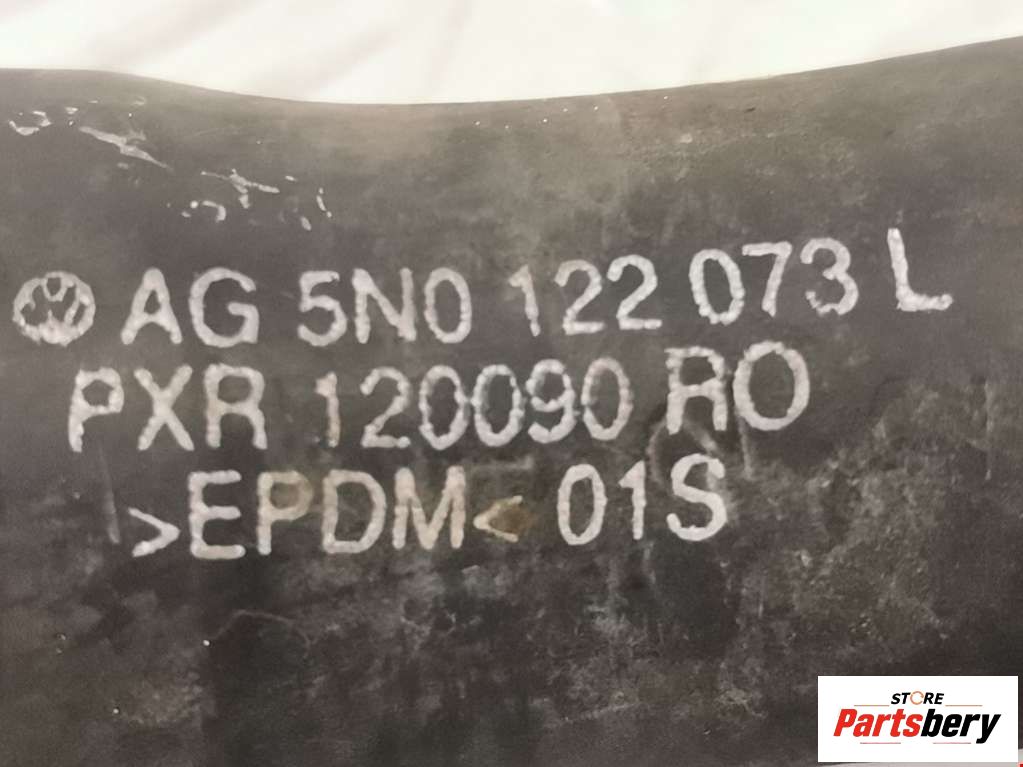 AG 5N0 122 073 L
PXR 120090 RO
>EPDM< 01S
STORE
Partsbery